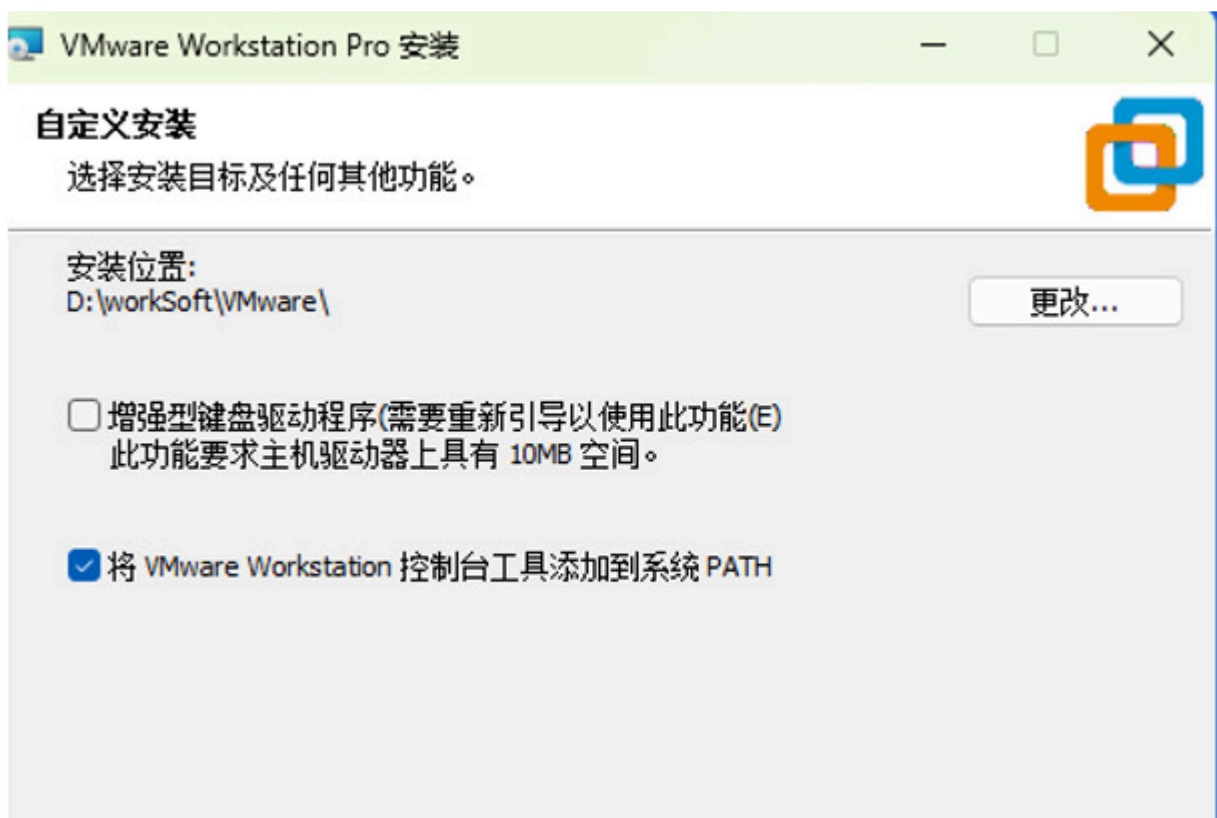 VMware Workstation Pro 安装
自定义安装
选择安装目标及任何其他功能。
安装位置:
D:\workSoft\VMware\
更改...
增强型键盘驱动程序(需要重新引导以使用此功能(E)
此功能要求主机驱动器上具有 10MB 空间。
将 VMware Workstation 控制台工具添加到系统 PATH